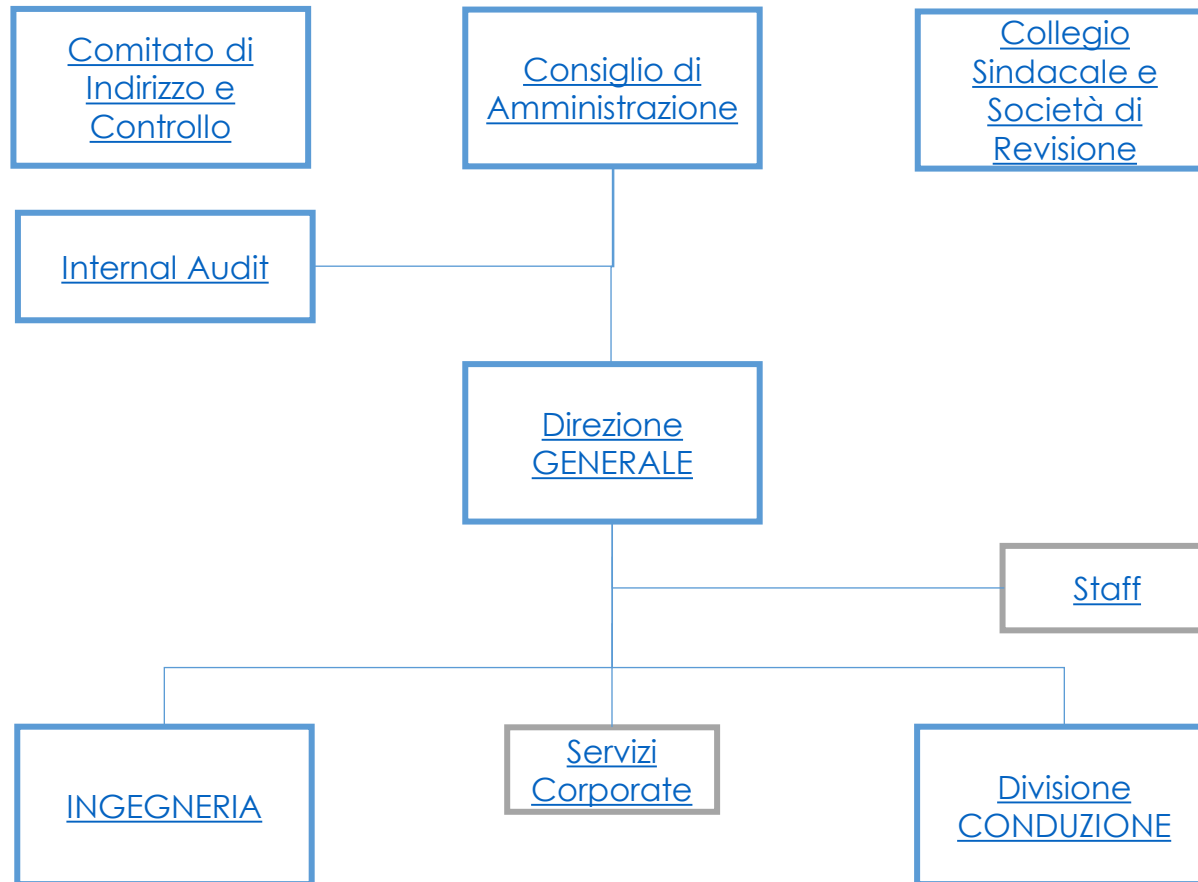 Comitato di
Indirizzo e
Controllo
Consiglio di
Amministrazione
Collegio
Sindacale e
Società di
Revisione
Internal Audit
Direzione
GENERALE
Staff
INGEGNERIA
Servizi
Corporate
Divisione
CONDUZIONE